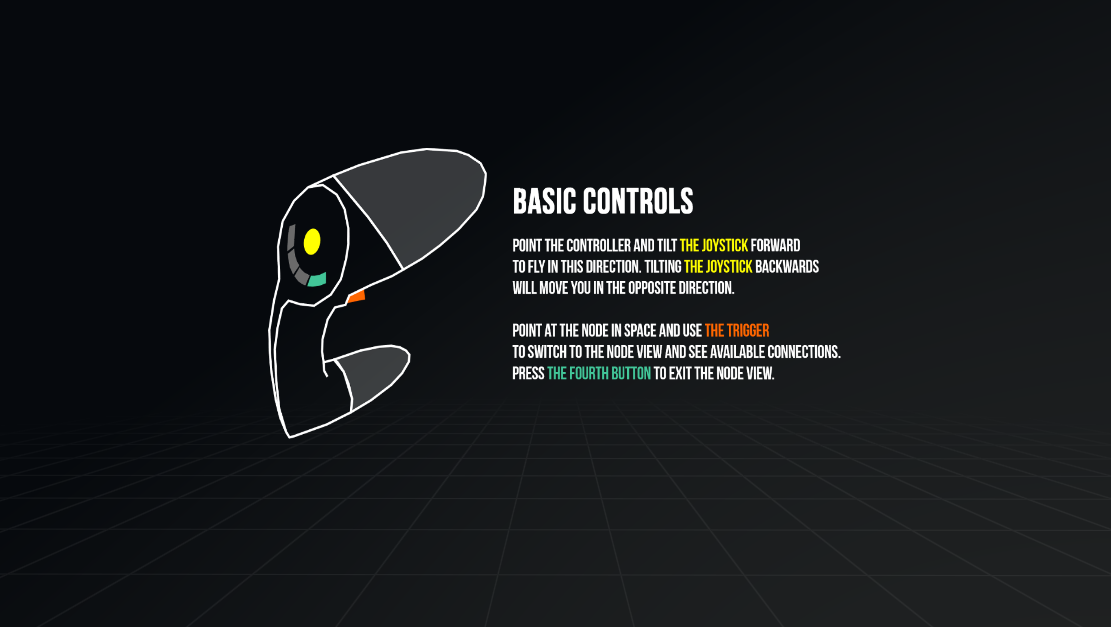 BASIC CONTROLS
POINT THE CONTROLLER AND TILT THE JOYSTICK FORWARD
TO FLY IN THIS DIRECTION. TILTING THE JOYSTICK BACKWARDS
WILL MOVE YOU IN THE OPPOSITE DIRECTION.
POINT AT THE NODE IN SPACE AND USE THE TRIGGER
TO SWITCH TO THE NODE VIEW AND SEE AVAILABLE CONNECTIONS.
PRESS THE FOURTH BUTTON TO EXIT THE NODE VIEW.